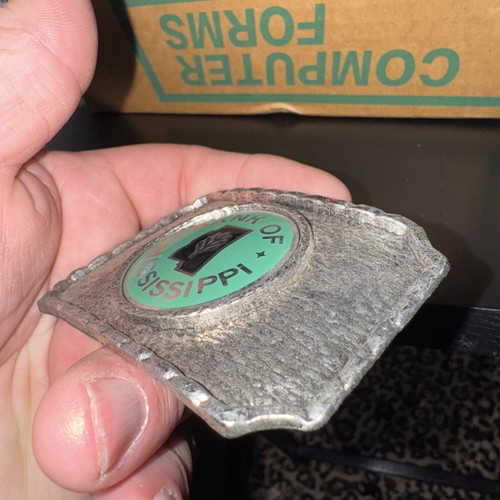 COMPUTER
FORMS
NK OF
SISSIPPI